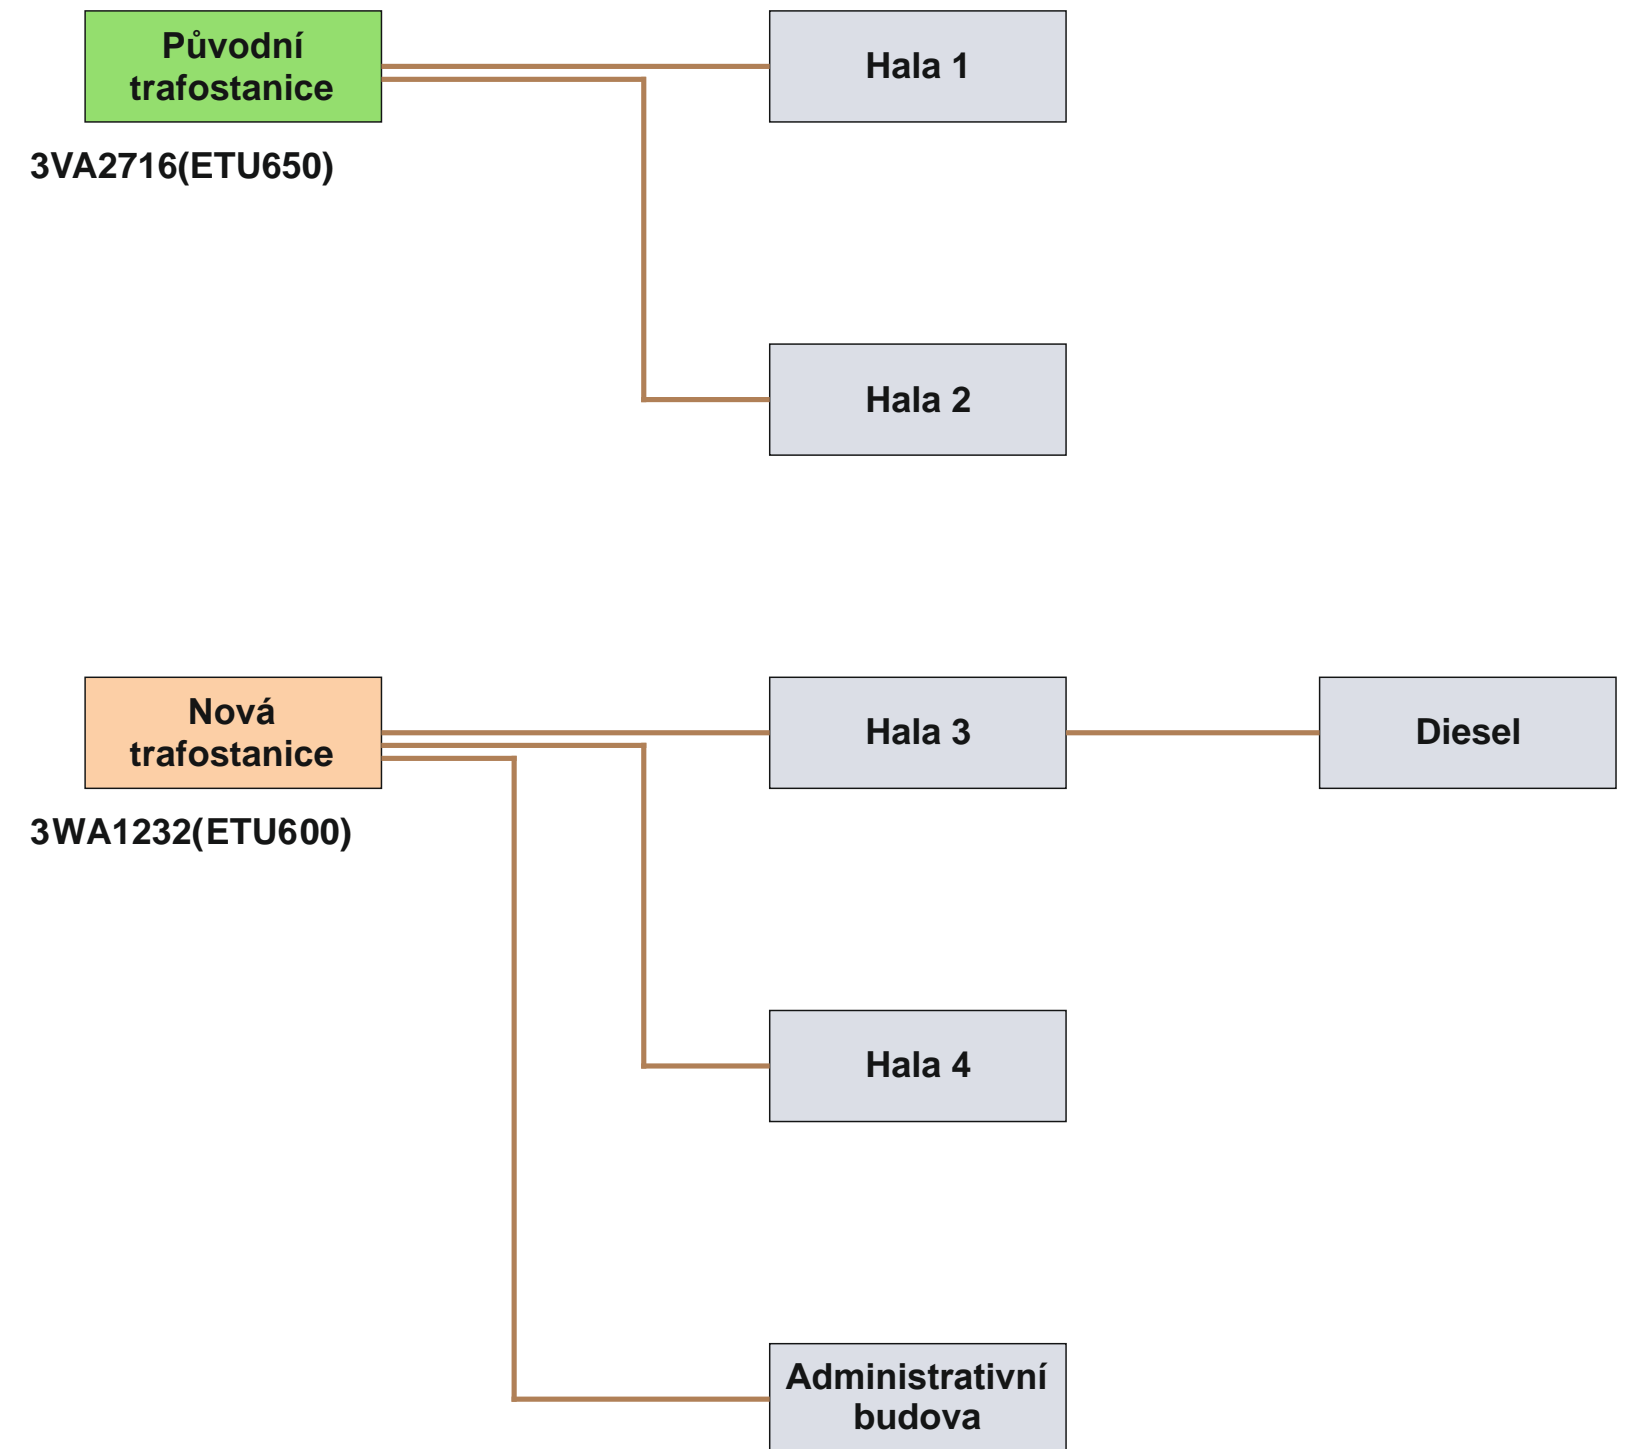 Původní
trafostanice
Hala 1
3VA2716(ETU650)
Hala 2
Nová
trafostanice
Hala 3
Diesel
3WA1232(ETU600)
Hala 4
Administrativní
budova